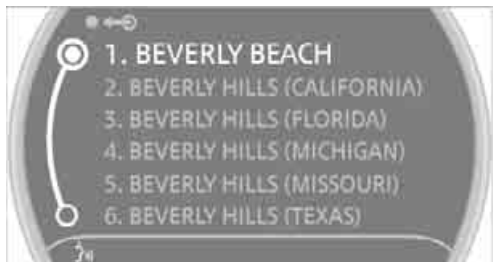 1. BEVERLY BEACH
2. BEVERLY HILLS (CALIFORNIA)
3. BEVERLY HILLS (FLORIDA)
4. BEVERLY HILLS (MICHIGAN)
5. BEVERLY HILLS (MISSOURI)
6. BEVERLY HILLS (TEXAS)